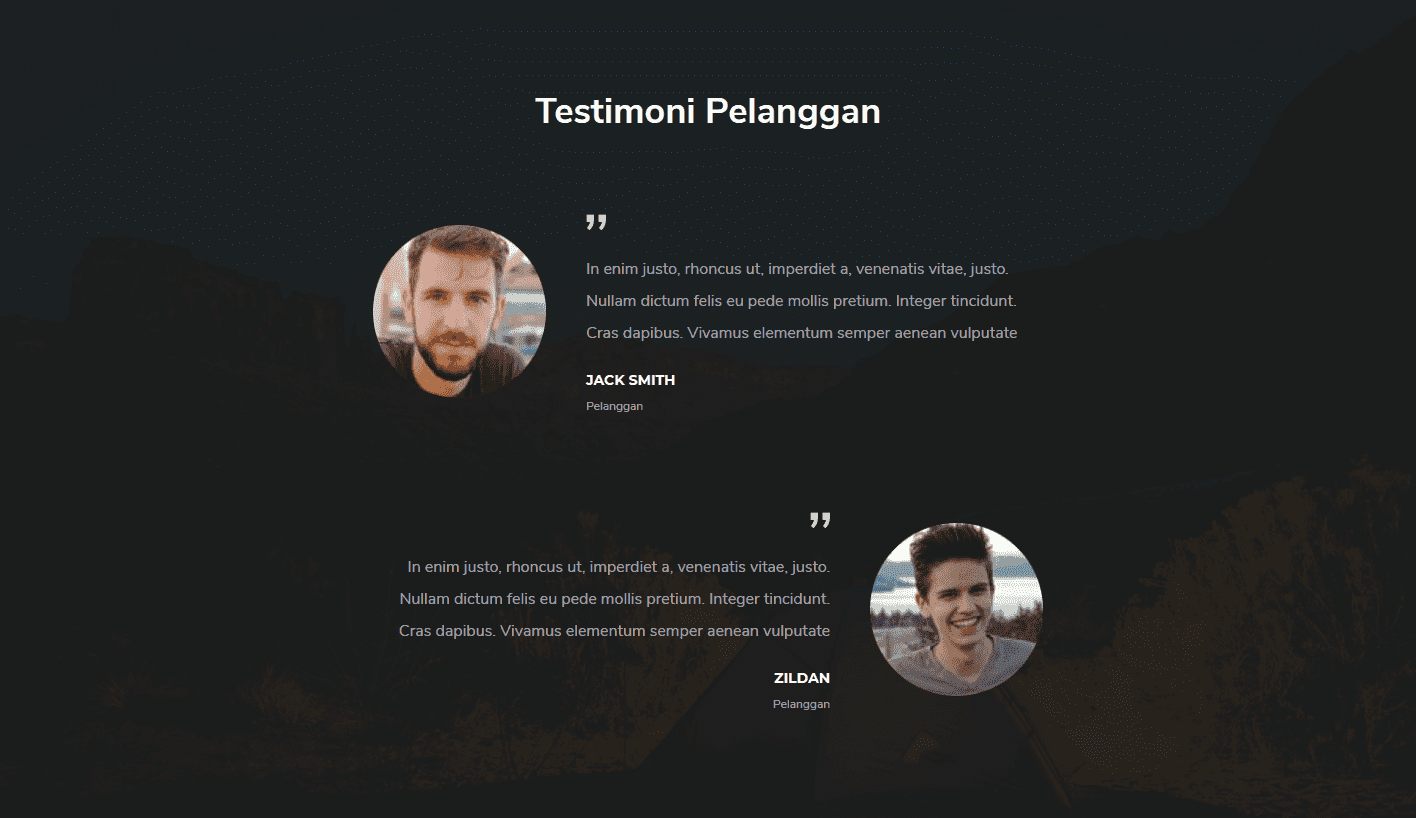 Testimoni Pelanggan
”
In enim justo, rhoncus ut, imperdiet a, venenatis vitae, justo.
Nullam dictum felis eu pede mollis pretium. Integer tincidunt.
Cras dapibus. Vivamus elementum semper aenean vulputate
JACK SMITH
Pelanggan
”
In enim justo, rhoncus ut, imperdiet a, venenatis vitae, justo.
Nullam dictum felis eu pede mollis pretium. Integer tincidunt.
Cras dapibus. Vivamus elementum semper aenean vulputate
ZILDAN
Pelanggan